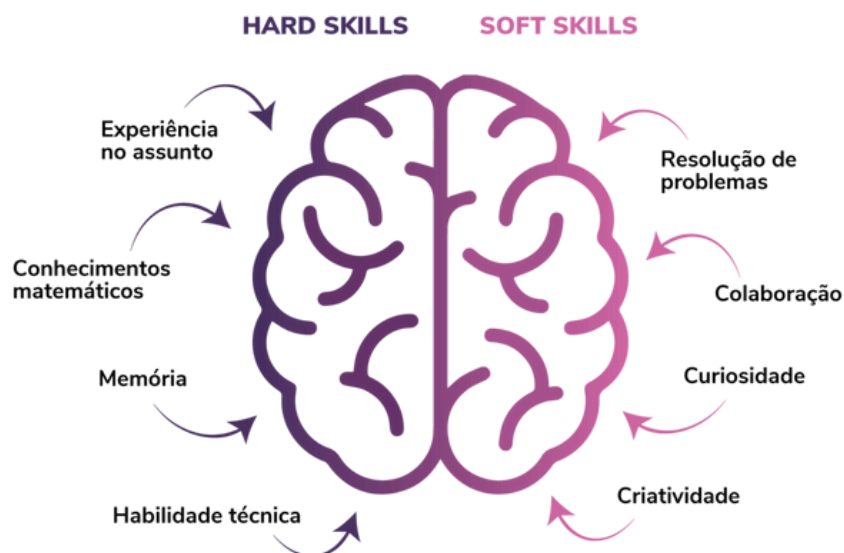 HARD SKILLS
SOFT SKILLS
Experiência
no assunto
Conhecimentos
matemáticos
Memória
Habilidade técnica
Resolução de
problemas
Colaboração
Curiosidade
Criatividade